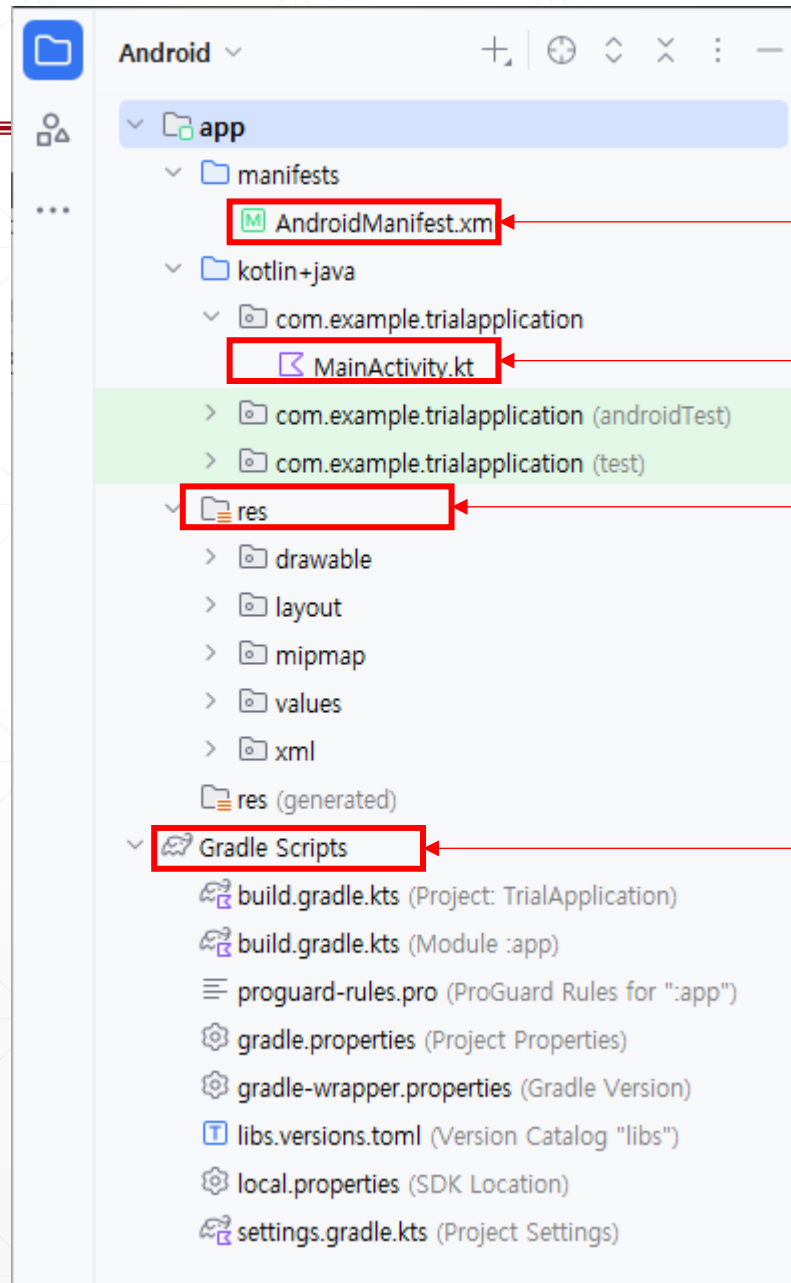 Android
app
manifests
AndroidManifest.xm
kotlin+java
com.example.trialapplication
MainActivity.kt
com.example.trialapplication (androidTest)
com.example.trialapplication (test)
res
drawable
layout
mipmap
values
xml
res (generated)
Gradle Scripts
build.gradle.kts (Project: TrialApplication)
build.gradle.kts (Module :app)
proguard-rules.pro (ProGuard Rules for ":app")
gradle.properties (Project Properties)
gradle-wrapper.properties (Gradle Version)
libs.versions.toml (Version Catalog "libs")
local.properties (SDK Location)
settings.gradle.kts (Project Settings)